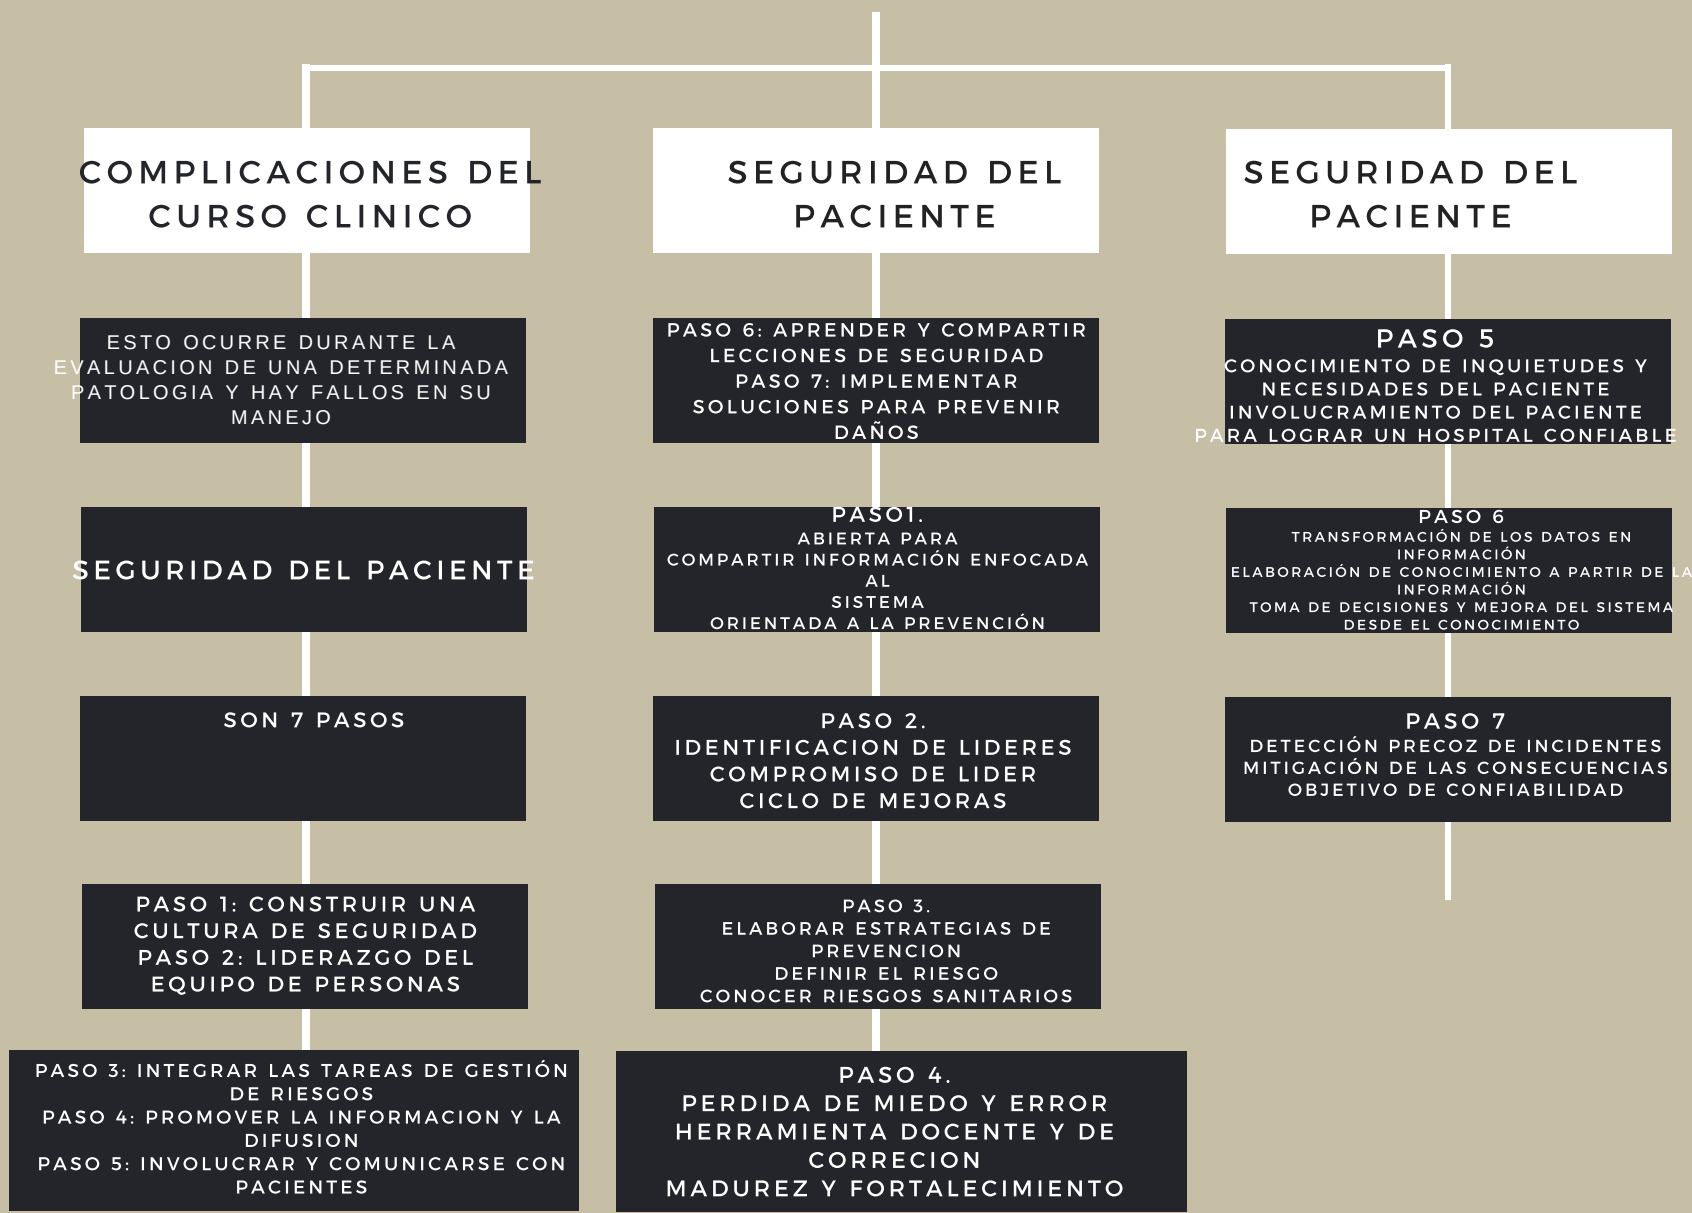 COMPLICACIONES DEL
CURSO CLINICO
ESTO OCURRE DURANTE LA
EVALUACION DE UNA DETERMINADA
PATOLOGIA Y HAY FALLOS EN SU
MANEJO
SEGURIDAD DEL PACIENTE
SON 7 PASOS
PASO 1: CONSTRUIR UNA
CULTURA DE SEGURIDAD
PASO 2: LIDERAZGO DEL
EQUIPO DE PERSONAS
PASO 3: INTEGRAR LAS TAREAS DE GESTIÓN
DE RIESGOS
PASO 4: PROMOVER LA INFORMACION Y LA
DIFUSION
PASO 5: INVOLUCRAR Y COMUNICARSE CON
PACIENTES
SEGURIDAD DEL
PACIENTE
PASO 6: APRENDER Y COMPARTIR
LECCIONES DE SEGURIDAD
PASO 7: IMPLEMENTAR
SOLUCIONES PARA PREVENIR
DAÑOS
PASO1.
ABIERTA PARA
COMPARTIR INFORMACIÓN ENFOCADA
AL
SISTEMA
ORIENTADA A LA PREVENCIÓN
PASO 2.
IDENTIFICACION DE LIDERES
COMPROMISO DE LIDER
CICLO DE MEJORAS
PASO 3.
ELABORAR ESTRATEGIAS DE
PREVENCION
DEFINIR EL RIESGO
CONOCER RIESGOS SANITARIOS
PASO 4.
PERDIDA DE MIEDO Y ERROR
HERRAMIENTA DOCENTE Y DE
CORRECION
MADUREZ Y FORTALECIMIENTO
SEGURIDAD DEL
PACIENTE
PASO 5
CONOCIMIENTO DE INQUIETUDES Y
NECESIDADES DEL PACIENTE
INVOLUCRAMIENTO DEL PACIENTE
PARA LOGRAR UN HOSPITAL CONFIABLE
PASO 6
TRANSFORMACIÓN DE LOS DATOS EN
INFORMACIÓN
ELABORACIÓN DE CONOCIMIENTO A PARTIR DE LA
INFORMACIÓN
TOMA DE DECISIONES Y MEJORA DEL SISTEMA
DESDE EL CONOCIMIENTO
PASO 7
DETECCIÓN PRECOZ DE INCIDENTES
MITIGACIÓN DE LAS CONSECUENCIAS
OBJETIVO DE CONFIABILIDAD